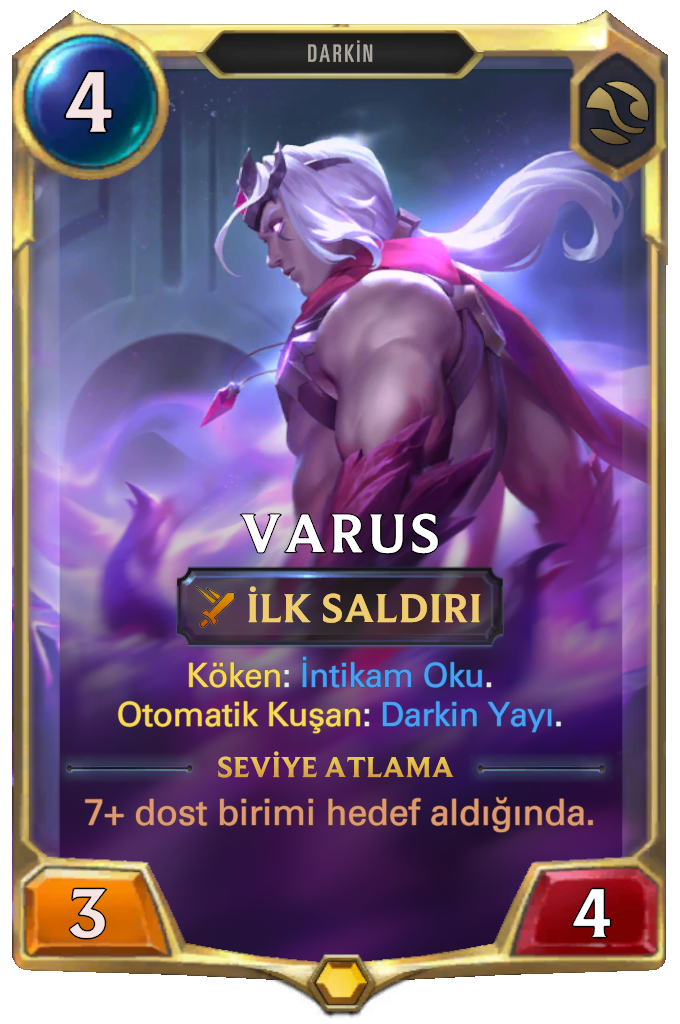 DARKİN
4
VARUS
İLK SALDIRI
Köken: İntikam Oku.
Otomatik Kuşan: Darkin Yayı.
SEVİYE ATLAMA
7+ dost birimi hedef aldığında.
3
4